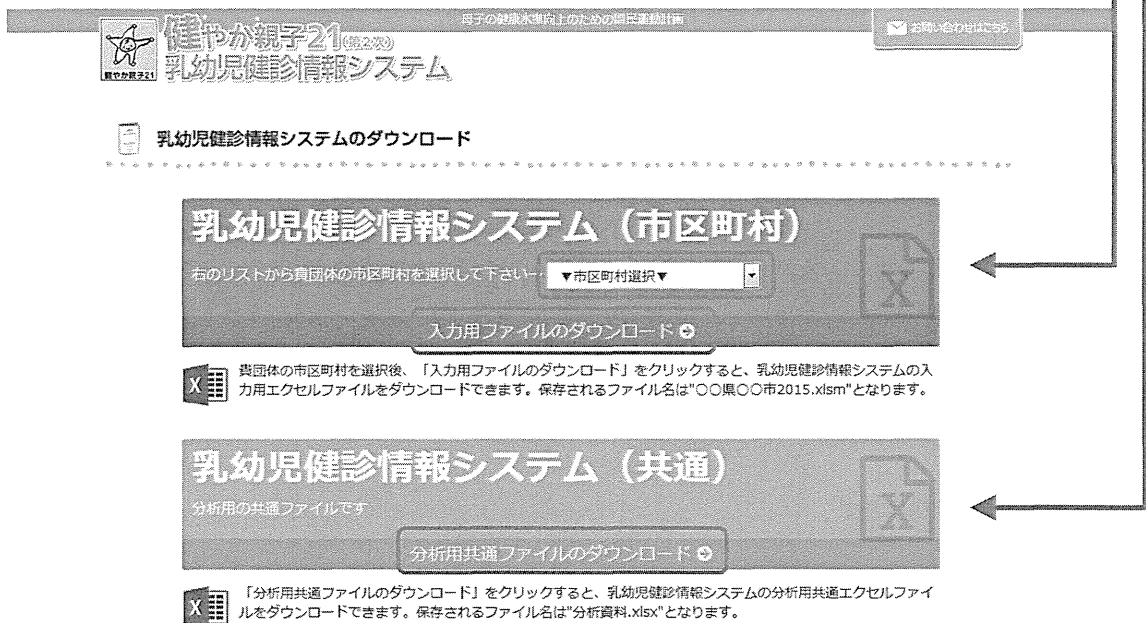 母子の健康水準向上のための国民運動計画
お問い合わせはこちら
健やか親子21(第2次)
乳幼児健診情報システム
健やか親子21
乳幼児健診情報システムのダウンロード
乳幼児健診情報システム（市区町村）
右のリストから貴団体の市区町村を選択して下さい…
▼市区町村選択▼
入力用ファイルのダウンロード
貴団体の市区町村を選択後、「入力用ファイルのダウンロード」をクリックすると、乳幼児健診情報システムの入
力用エクセルファイルをダウンロードできます。保存されるファイル名は"○○県○○市2015.xlsm"となります。
乳幼児健診情報システム（共通）
分析用の共通ファイルです
分析用共通ファイルのダウンロード
「分析用共通ファイルのダウンロード」をクリックすると、乳幼児健診情報システムの分析用共通エクセルファイ
ルをダウンロードできます。保存されるファイル名は"分析資料.xlsx"となります。